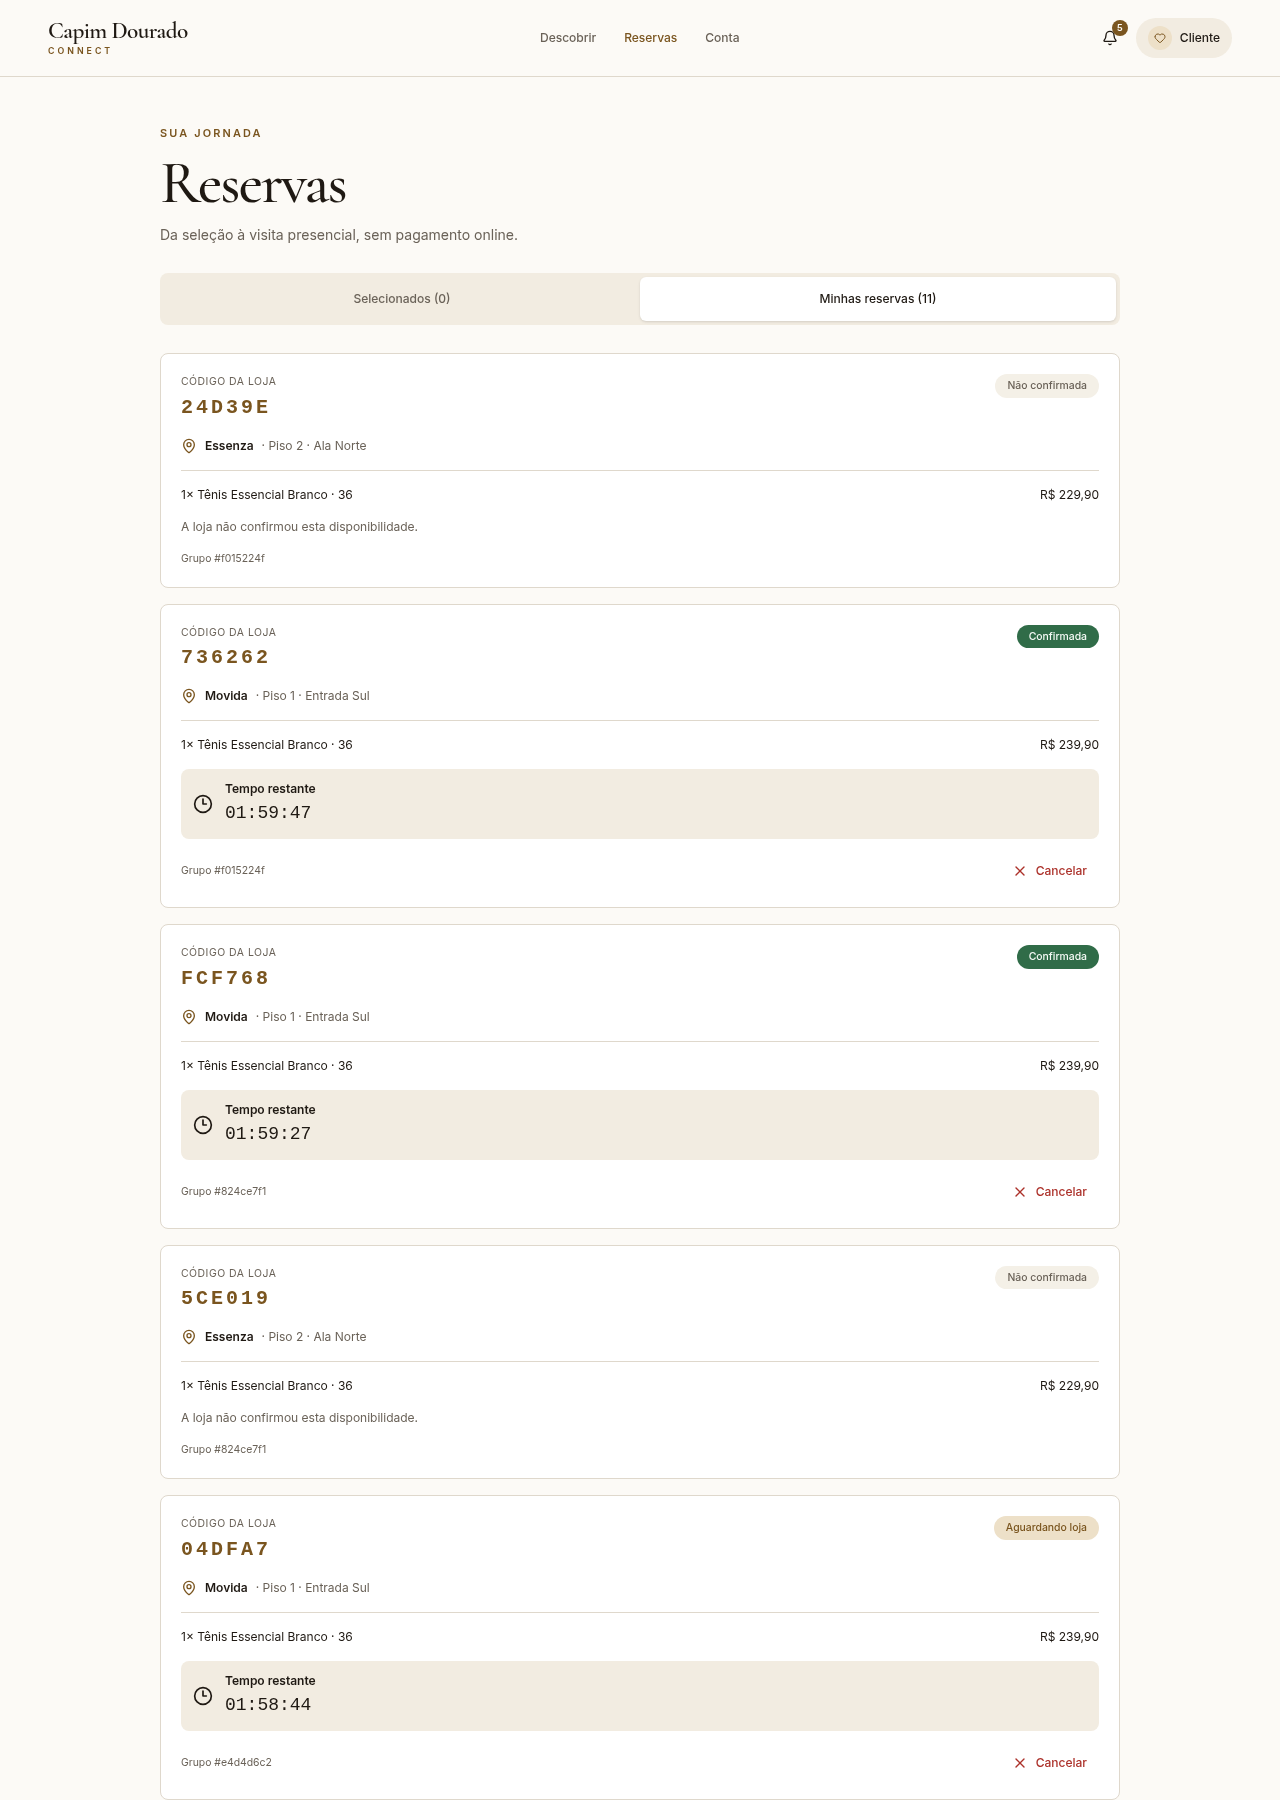 Capim Dourado
CONNECT
Descobrir
Reservas
Conta
5
Cliente
SUA JORNADA
Reservas
Da seleção à visita presencial, sem pagamento online.
Selecionados (0)
Minhas reservas (11)
CÓDIGO DA LOJA
Não confirmada
24D39E
Essenza · Piso 2 · Ala Norte
1× Tênis Essencial Branco · 36
R$ 229,90
A loja não confirmou esta disponibilidade.
Grupo #f015224f
CÓDIGO DA LOJA
Confirmada
736262
Movida · Piso 1 · Entrada Sul
1× Tênis Essencial Branco · 36
R$ 239,90
Tempo restante
01:59:47
Grupo #f015224f
Cancelar
CÓDIGO DA LOJA
Confirmada
FCF768
Movida · Piso 1 · Entrada Sul
1× Tênis Essencial Branco · 36
R$ 239,90
Tempo restante
01:59:27
Grupo #824ce7f1
Cancelar
CÓDIGO DA LOJA
Não confirmada
5CE019
Essenza · Piso 2 · Ala Norte
1× Tênis Essencial Branco · 36
R$ 229,90
A loja não confirmou esta disponibilidade.
Grupo #824ce7f1
CÓDIGO DA LOJA
Aguardando loja
04DFA7
Movida · Piso 1 · Entrada Sul
1× Tênis Essencial Branco · 36
R$ 239,90
Tempo restante
01:58:44
Grupo #e4d4d6c2
Cancelar